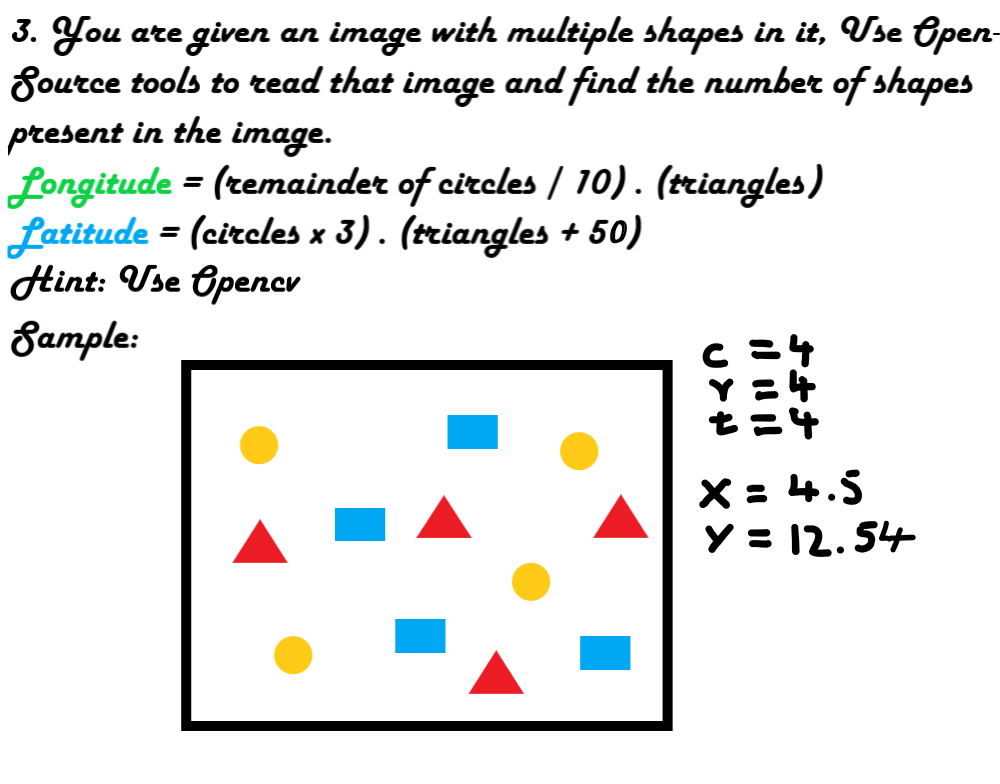 3. You are given an image with multiple shapes in it, Use Open-
Source tools to read that image and find the number of shapes
present in the image.
Longitude = (remainder of circles / 10) . (triangles)
Latitude = (circles x 3) . (triangles + 50)
Hint: Use Opencv
Sample:
c = 4
r = 4
t = 4
X = 4.5
Y = 12.54